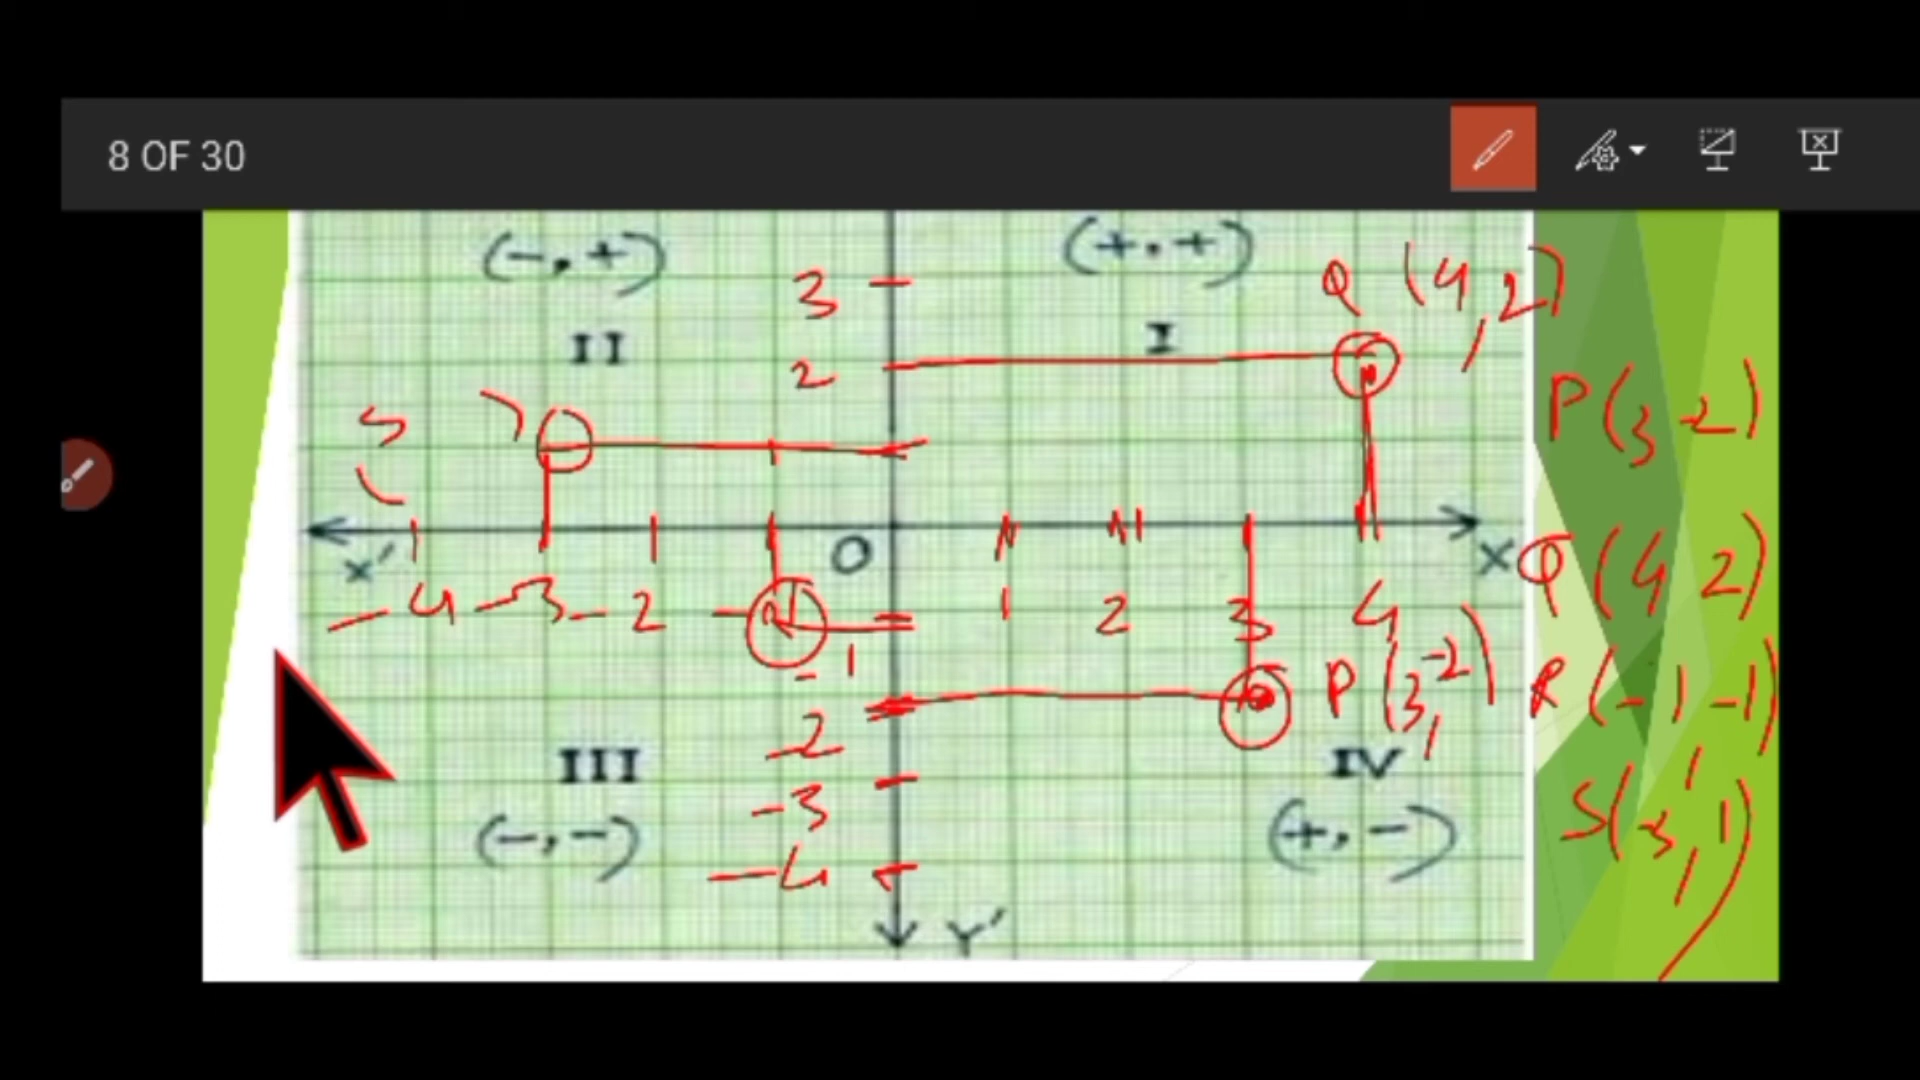 8 OF 30
(-,+)
(+,+)
3
Q (4,2)
II
I
2
P(3 -2)
S
O
X'
X
Q (4 2)
-4 -3 -2
1 2 3 4
-1
P (3,-2)
R (-1,-1)
-2
III
IV
-3
S(-3,1)
(-,-)
(+,-)
-4
Y'